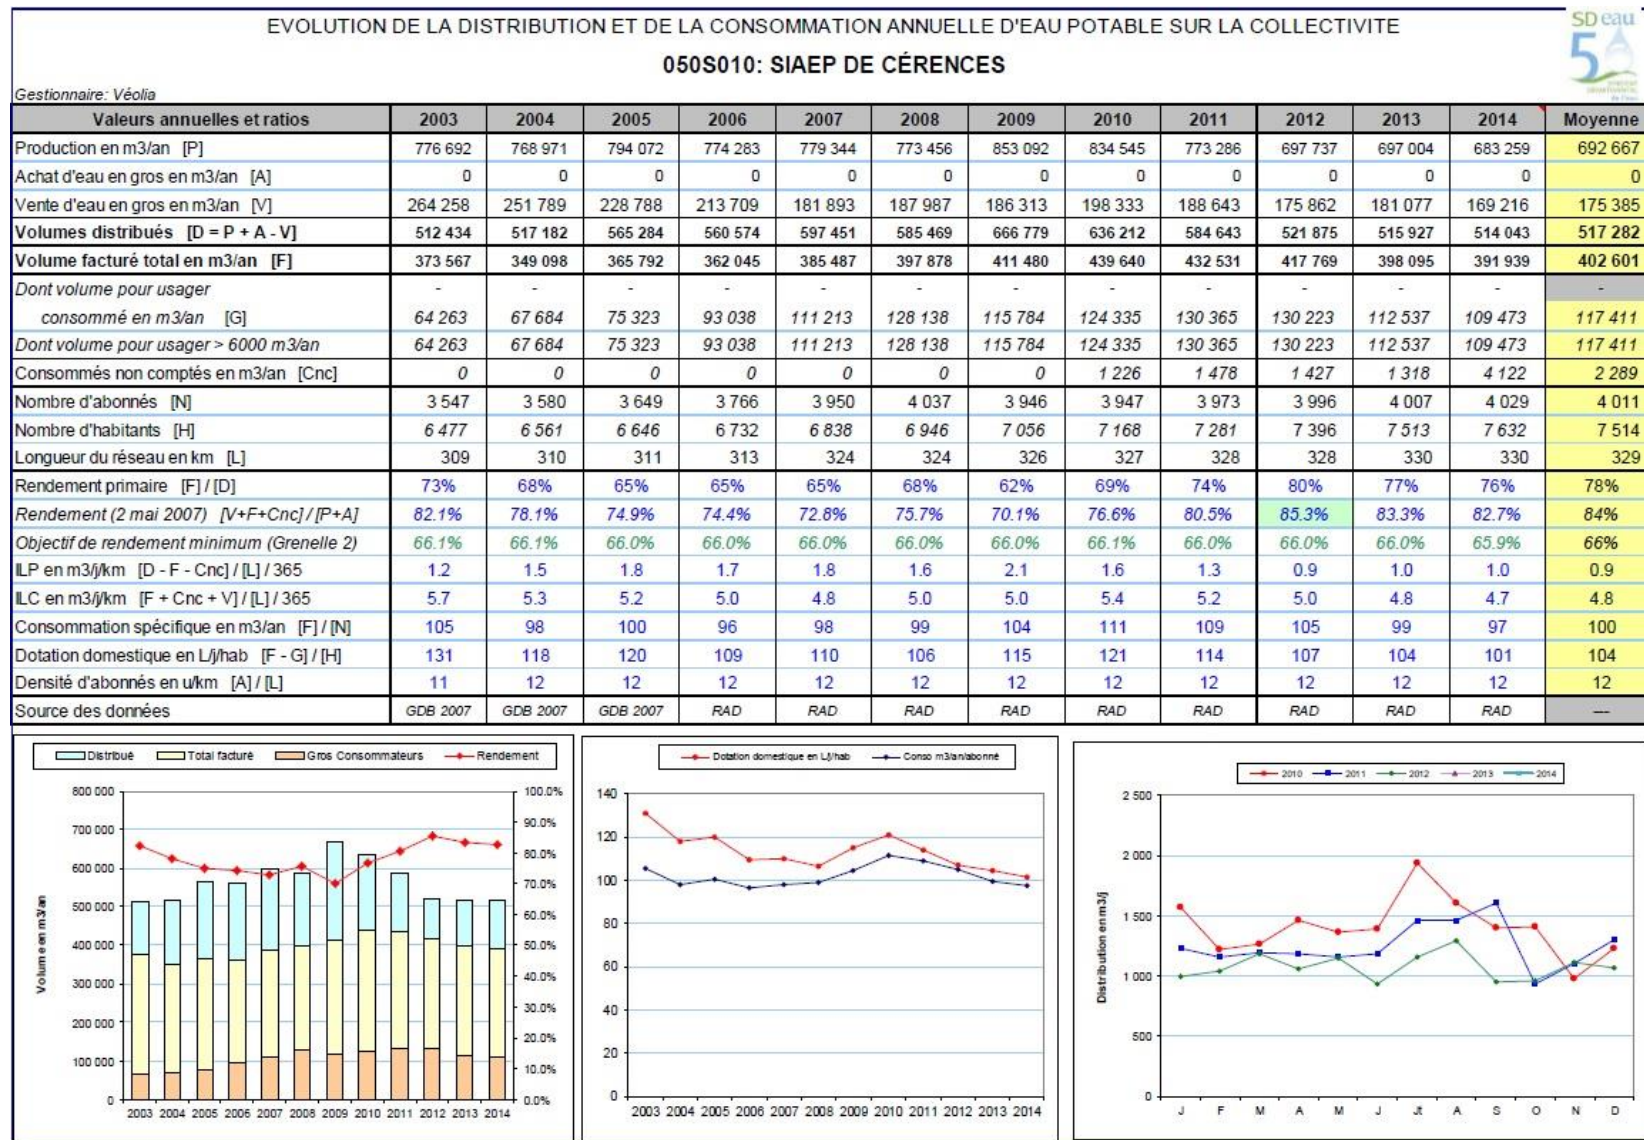 EVOLUTION DE LA DISTRIBUTION ET DE LA CONSOMMATION ANNUELLE D'EAU POTABLE SUR LA COLLECTIVITE
SDeau
50
050S010: SIAEP DE CÉRENCES
Gestionnaire: Véolia
Valeurs annuelles et ratios 2003 2004 2005 2006 2007 2008 2009 2010 2011 2012 2013 2014 Moyenne
Production en m3/an [P] 776 692 768 971 794 072 774 283 779 344 773 456 853 092 834 545 773 286 697 737 697 004 683 259 692 667
Achat d'eau en gros en m3/an [A] 0 0 0 0 0 0 0 0 0 0 0 0 0
Vente d'eau en gros en m3/an [V] 264 258 251 789 228 788 213 709 181 893 187 987 186 313 198 333 188 643 175 862 181 077 169 216 175 385
Volumes distribués [D = P + A - V] 512 434 517 182 565 284 560 574 597 451 585 469 666 779 636 212 584 643 521 875 515 927 514 043 517 282
Volume facturé total en m3/an [F] 373 567 349 098 365 792 362 045 385 487 397 878 411 480 439 640 432 531 417 769 398 095 391 939 402 601
Dont volume pour usager - - - - - - - - - - - - -
consommé en m3/an [G] 64 263 67 684 75 323 93 038 111 213 128 138 115 784 124 335 130 365 130 223 112 537 109 473 117 411
Dont volume pour usager > 6000 m3/an 64 263 67 684 75 323 93 038 111 213 128 138 115 784 124 335 130 365 130 223 112 537 109 473 117 411
Consommés non comptés en m3/an [Cnc] 0 0 0 0 0 0 0 1 226 1 478 1 427 1 318 4 122 2 289
Nombre d'abonnés [N] 3 547 3 580 3 649 3 766 3 950 4 037 3 946 3 947 3 973 3 996 4 007 4 029 4 011
Nombre d'habitants [H] 6 477 6 561 6 646 6 732 6 838 6 946 7 056 7 168 7 281 7 396 7 513 7 632 7 514
Longueur du réseau en km [L] 309 310 311 313 324 324 326 327 328 328 330 330 329
Rendement primaire [F] / [D] 73% 68% 65% 65% 65% 68% 62% 69% 74% 80% 77% 76% 78%
Rendement (2 mai 2007) [V+F+Cnc] / [P+A] 82.1% 78.1% 74.9% 74.4% 72.8% 75.7% 70.1% 76.6% 80.5% 85.3% 83.3% 82.7% 84%
Objectif de rendement minimum (Grenelle 2) 66.1% 66.1% 66.0% 66.0% 66.0% 66.0% 66.0% 66.1% 66.0% 66.0% 66.0% 65.9% 66%
ILP en m3/j/km [D - F - Cnc] / [L] / 365 1.2 1.5 1.8 1.7 1.8 1.6 2.1 1.6 1.3 0.9 1.0 1.0 0.9
ILC en m3/j/km [F + Cnc + V] / [L] / 365 5.7 5.3 5.2 5.0 4.8 5.0 5.0 5.4 5.2 5.0 4.8 4.7 4.8
Consommation spécifique en m3/an [F] / [N] 105 98 100 96 98 99 104 111 109 105 99 97 100
Dotation domestique en L/j/hab [F - G] / [H] 131 118 120 109 110 106 115 121 114 107 104 101 104
Densité d'abonnés en u/km [A] / [L] 11 12 12 12 12 12 12 12 12 12 12 12 12
Source des données GDB 2007 GDB 2007 GDB 2007 RAD RAD RAD RAD RAD RAD RAD RAD RAD ---
Distribué Total facturé Gros Consommateurs Rendement
Volume en m3/an
800 000
700 000
600 000
500 000
400 000
300 000
200 000
100 000
0
100.0%
90.0%
80.0%
70.0%
60.0%
50.0%
40.0%
30.0%
20.0%
10.0%
0.0%
2003 2004 2005 2006 2007 2008 2009 2010 2011 2012 2013 2014
Dotation domestique en L/j/hab Conso m3/an/abonné
140
120
100
80
60
40
20
0
2003 2004 2005 2006 2007 2008 2009 2010 2011 2012 2013 2014
2010 2011 2012 2013 2014
Distribution en m3/j
2 500
2 000
1 500
1 000
500
0
J F M A M J Jt A S O N D